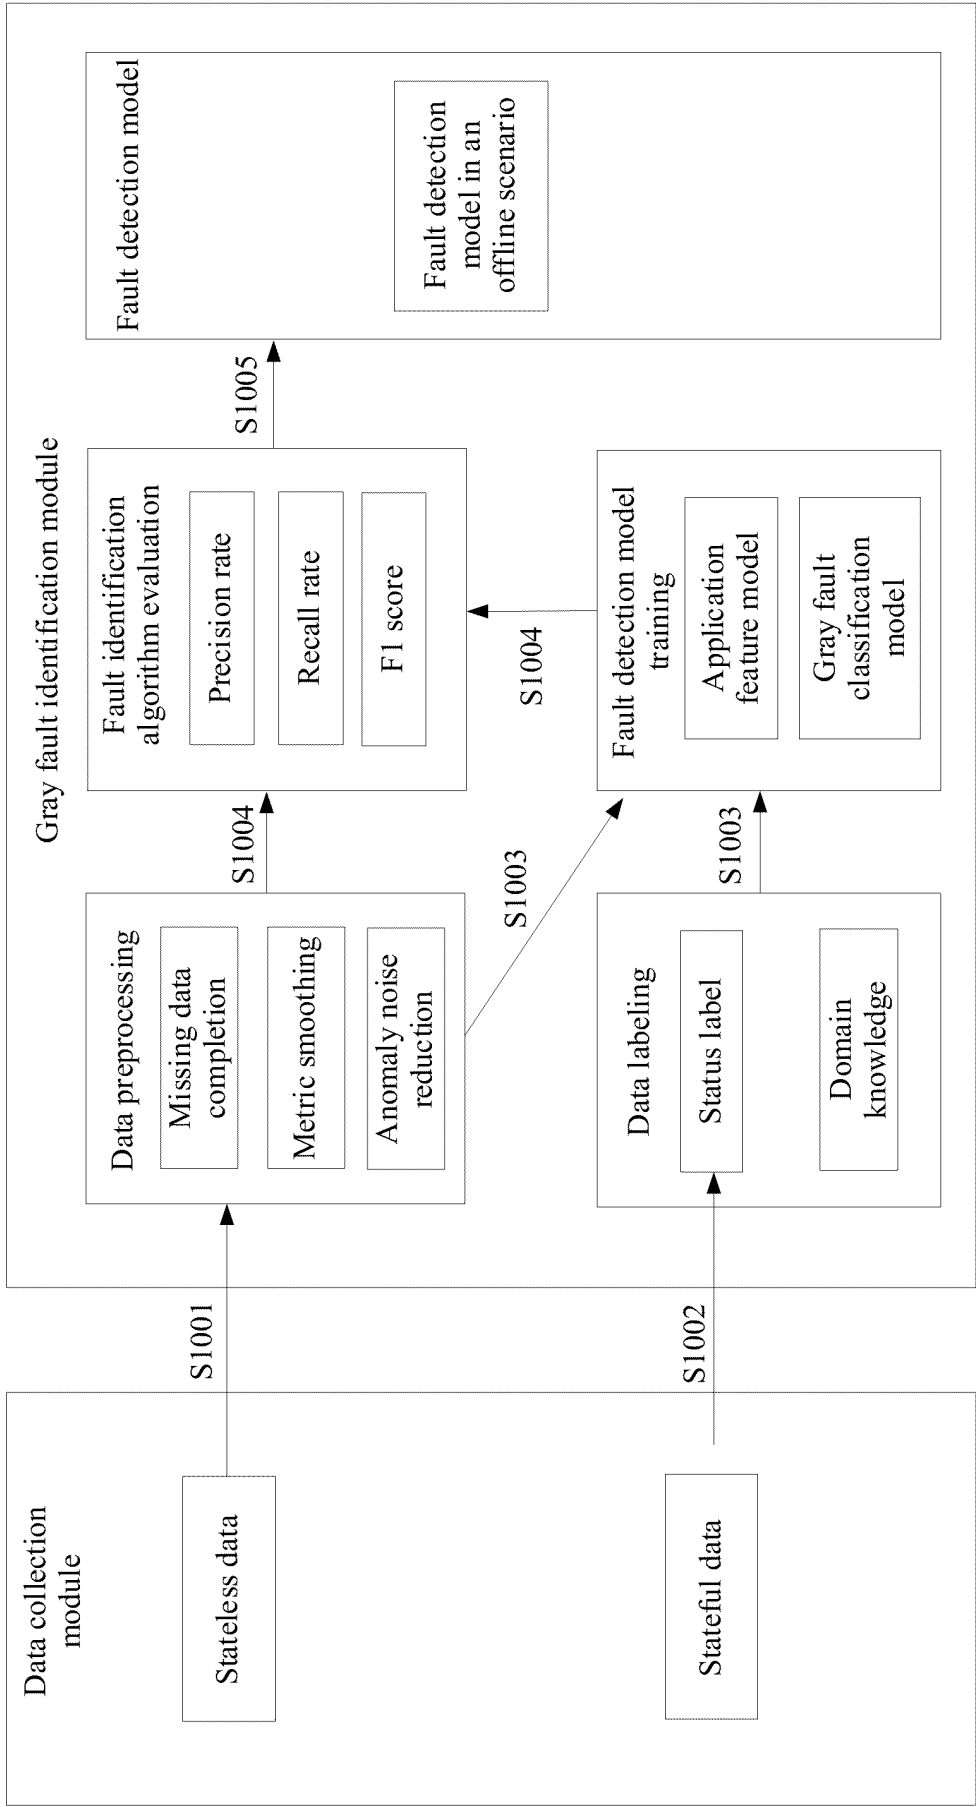 Data collection
module
Stateless data
Stateful data
S1001
S1002
Gray fault identification module
Data preprocessing
Missing data
completion
Metric smoothing
Anomaly noise
reduction
Data labeling
Status label
Domain
knowledge
S1004
S1003
S1003
Fault identification
algorithm evaluation
Precision rate
Recall rate
F1 score
S1004
Fault detection model
training
Application
feature model
Gray fault
classification
model
S1005
Fault detection model
Fault detection
model in an
offline scenario